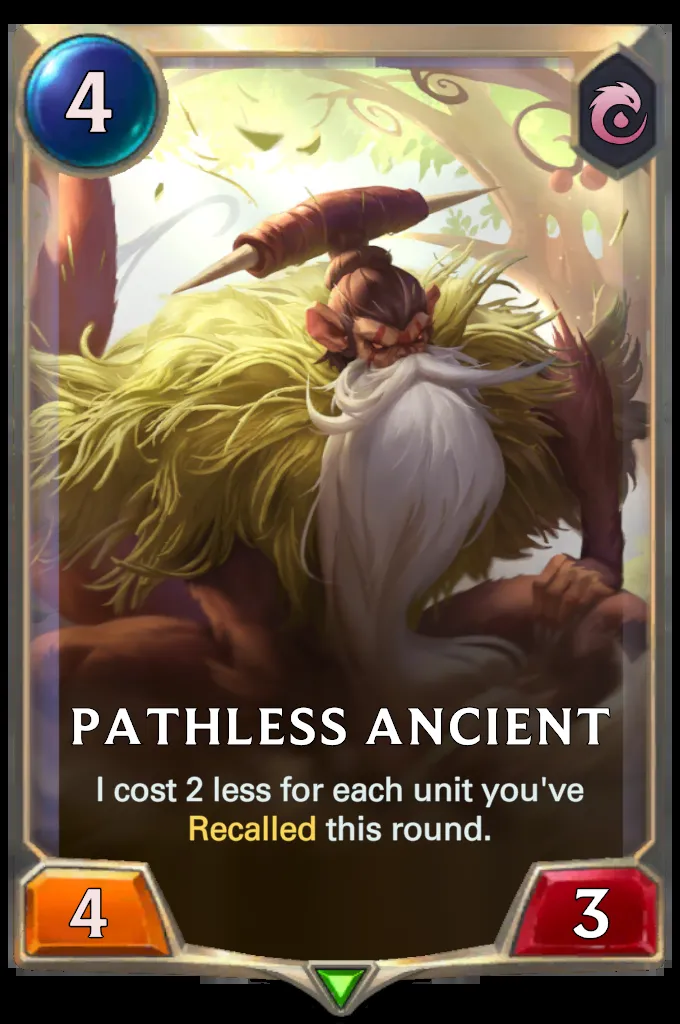 4
PATHLESS ANCIENT
I cost 2 less for each unit you've
Recalled this round.
4
3